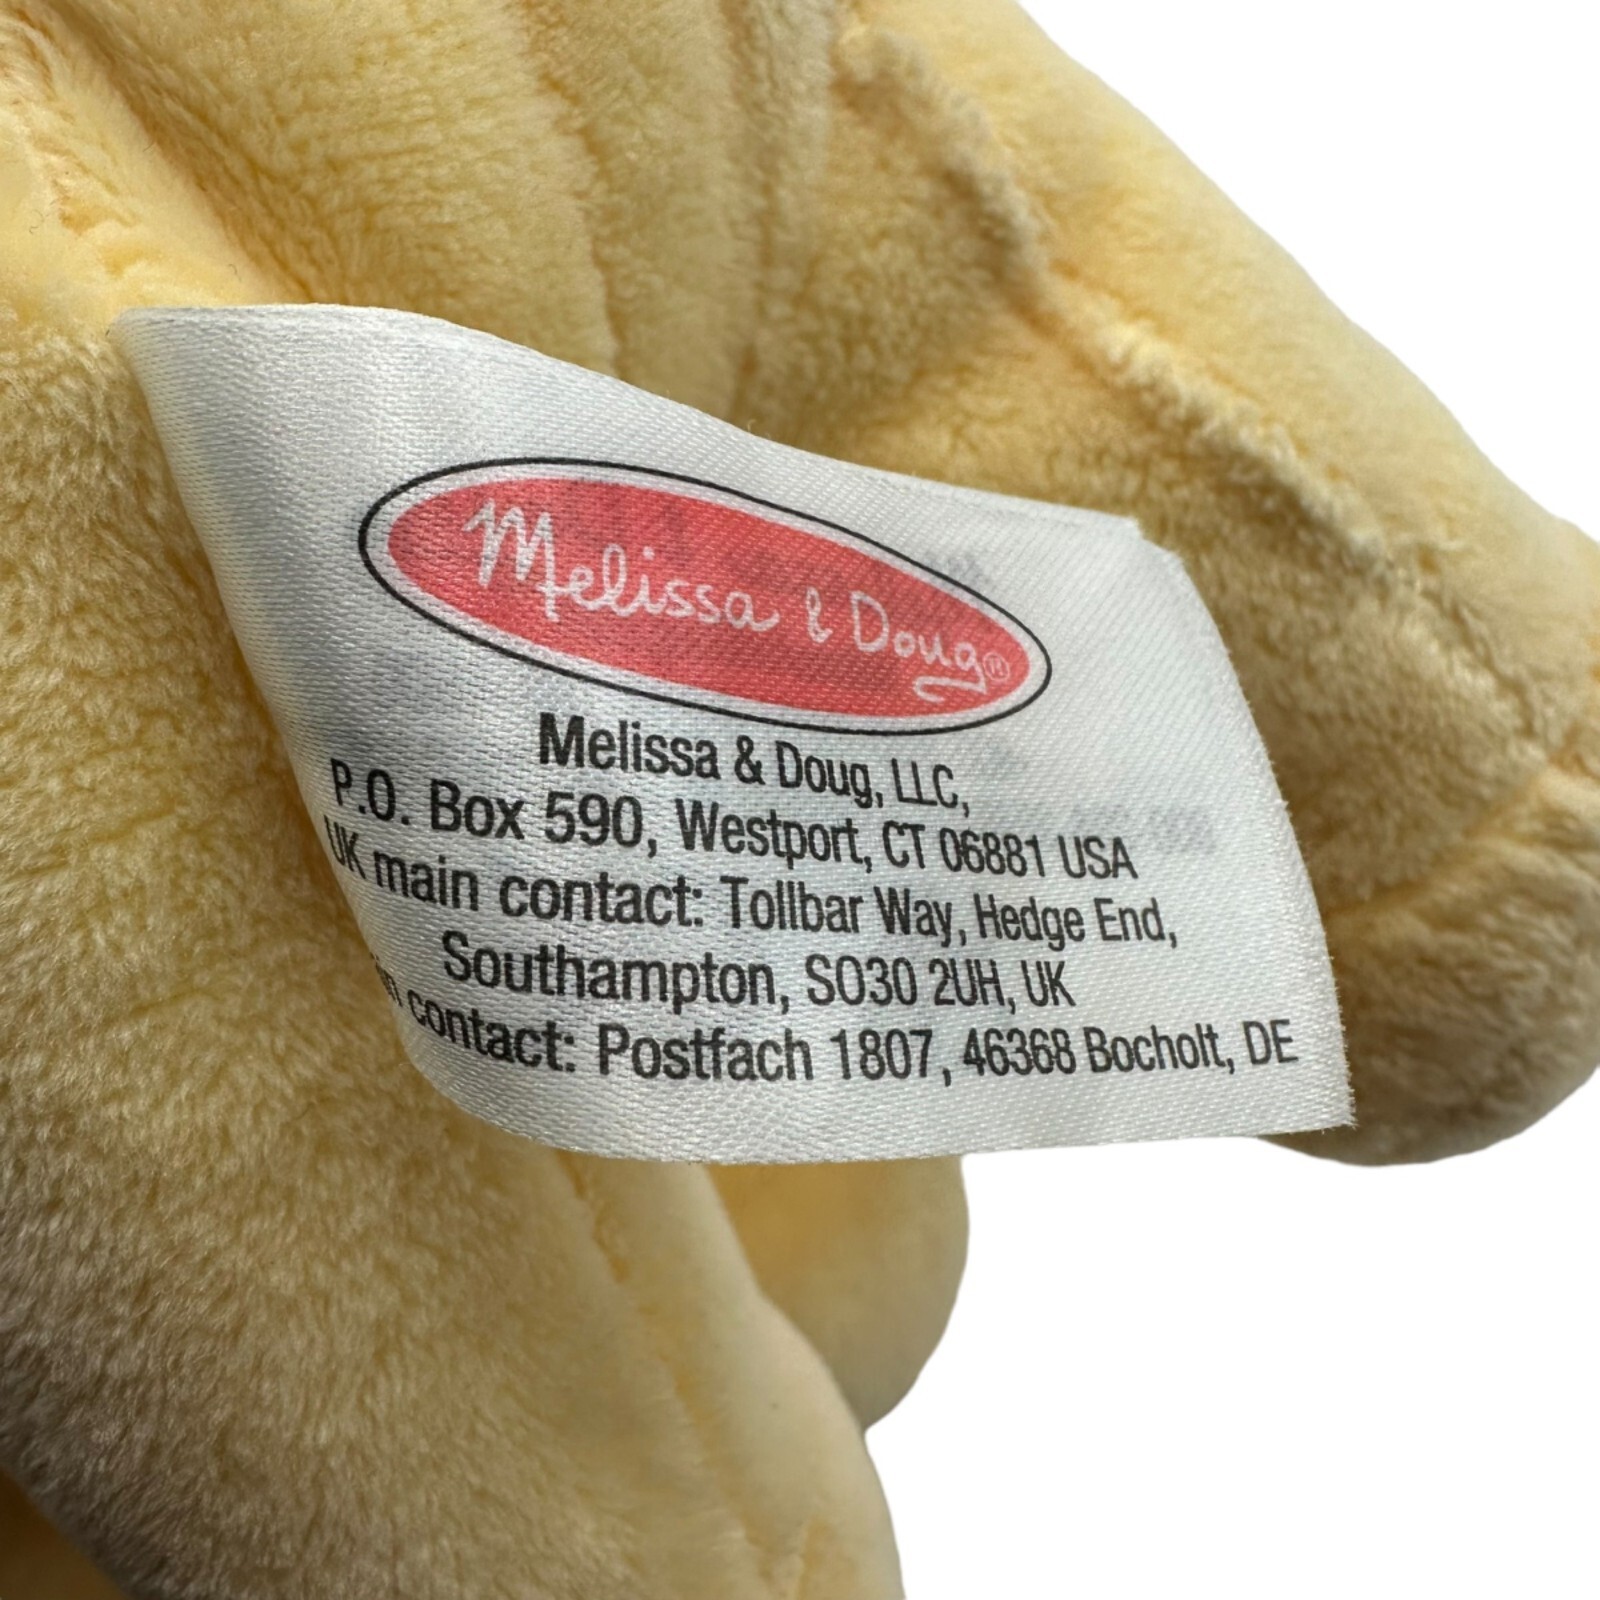 Melissa & Doug®
Melissa & Doug, LLC,
P.O. Box 590, Westport, CT 06881 USA
UK main contact: Tollbar Way, Hedge End,
Southampton, SO30 2UH, UK
contact: Postfach 1807, 46368 Bocholt, DE